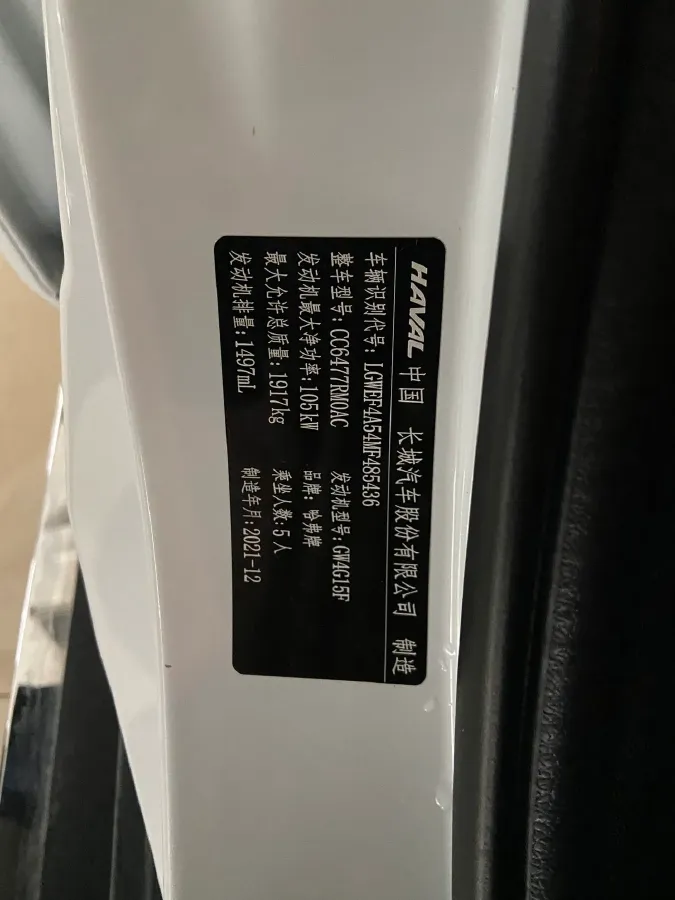 HAVAL 中国 长城汽车股份有限公司 制造
车辆识别代号:LGWEF4A54MF485436
整车型号:CC6477RM0AC 发动机型号:GW4G15F
发动机最大净功率:105kW 品牌:哈弗牌
最大允许总质量:1917kg 乘坐人数:5人
发动机排量:1497mL 制造年月:2021-12